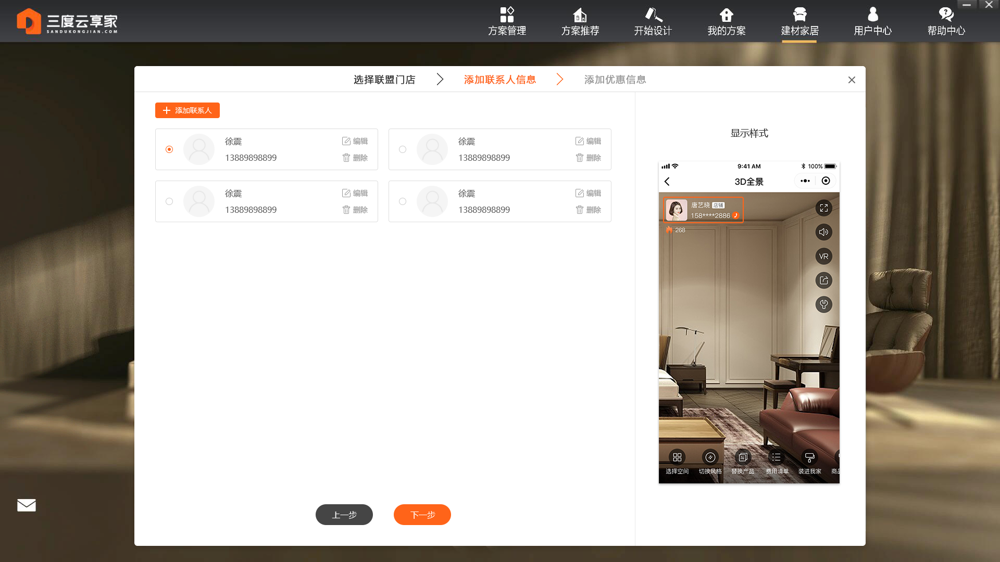 三度云享家
SANDUKONGJIAN.COM
方案管理
方案推荐
开始设计
我的方案
建材家居
用户中心
帮助中心
选择联盟门店
添加联系人信息
添加优惠信息
添加联系人
徐震
编辑
13889898899
删除
徐震
编辑
13889898899
删除
徐震
编辑
13889898899
删除
徐震
编辑
13889898899
删除
上一步
下一步
显示样式
9:41 AM
100%
3D全景
唐艺晓 店铺
158****2886
268
VR
选择空间
切换风格
替换产品
费用清单
装进我家